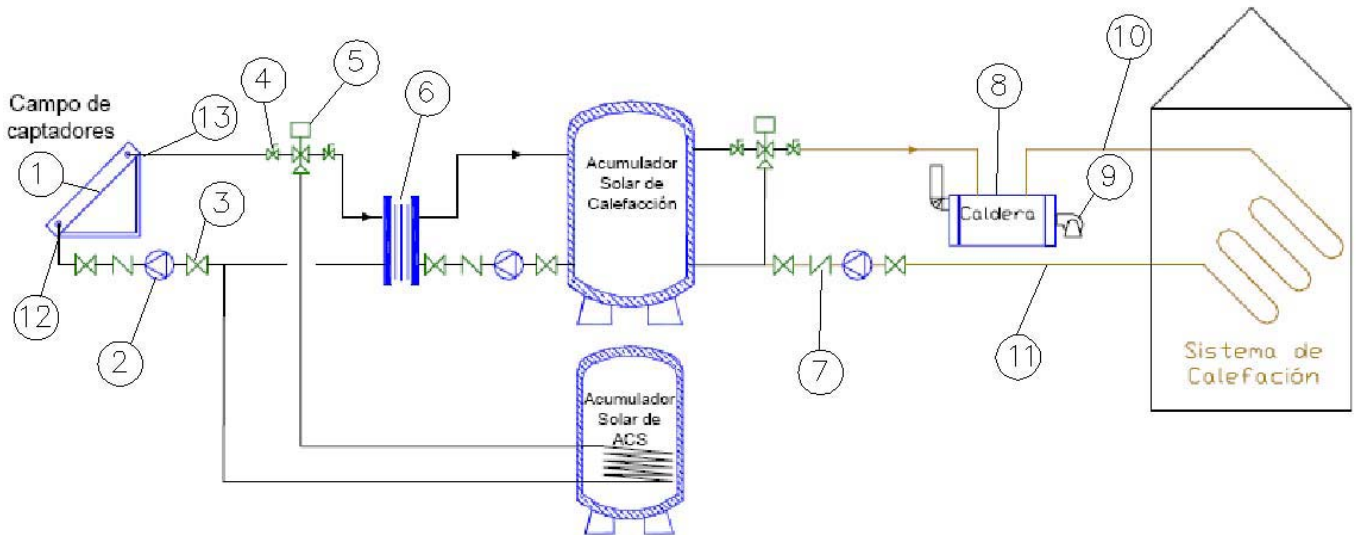 10
5
8
4
6
Campo de
captadores
13
Acumulador
Solar de
Calefacción
1
9
3
Caldera
12
11
2
7
Sistema de
Calefación
Acumulador
Solar de
ACS